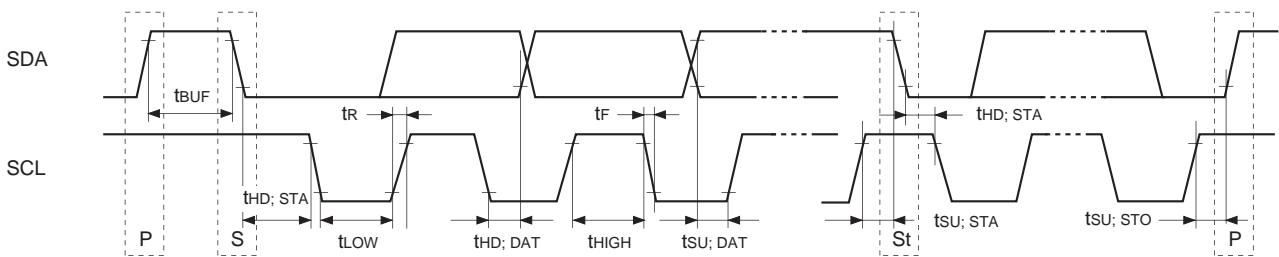 SDA
tBUF
tR
tF
tHD; STA
SCL
tHD; STA
tLOW
tHD; DAT
tHIGH
tSU; DAT
tSU; STA
tSU; STO
P
S
St
P